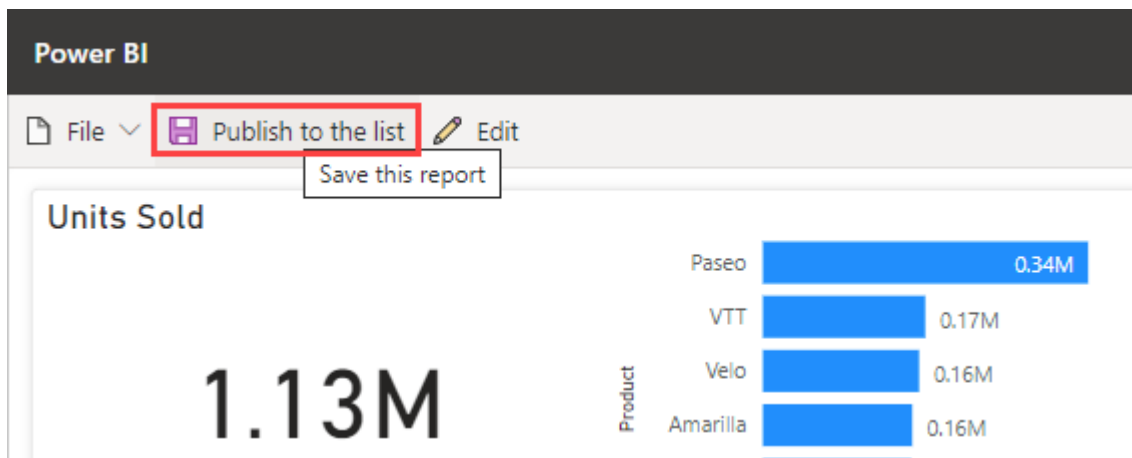 Power BI
File Publish to the list Edit
Save this report
Units Sold
Paseo 0.34M
VTT 0.17M
Velo 0.16M
Amarilla 0.16M
Product
1.13M